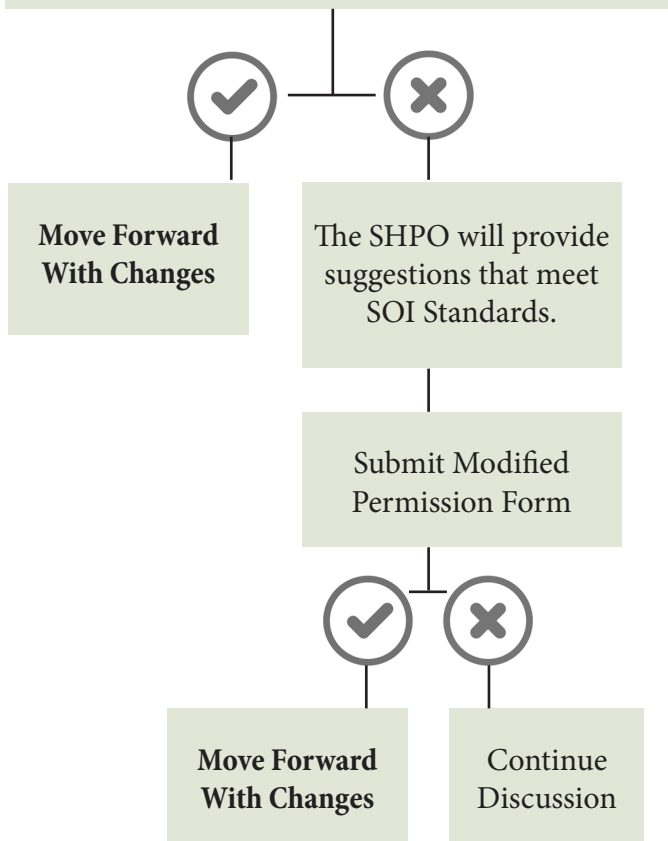 Move Forward
With Changes
The SHPO will provide
suggestions that meet
SOI Standards.
Submit Modified
Permission Form
Move Forward
With Changes
Continue
Discussion